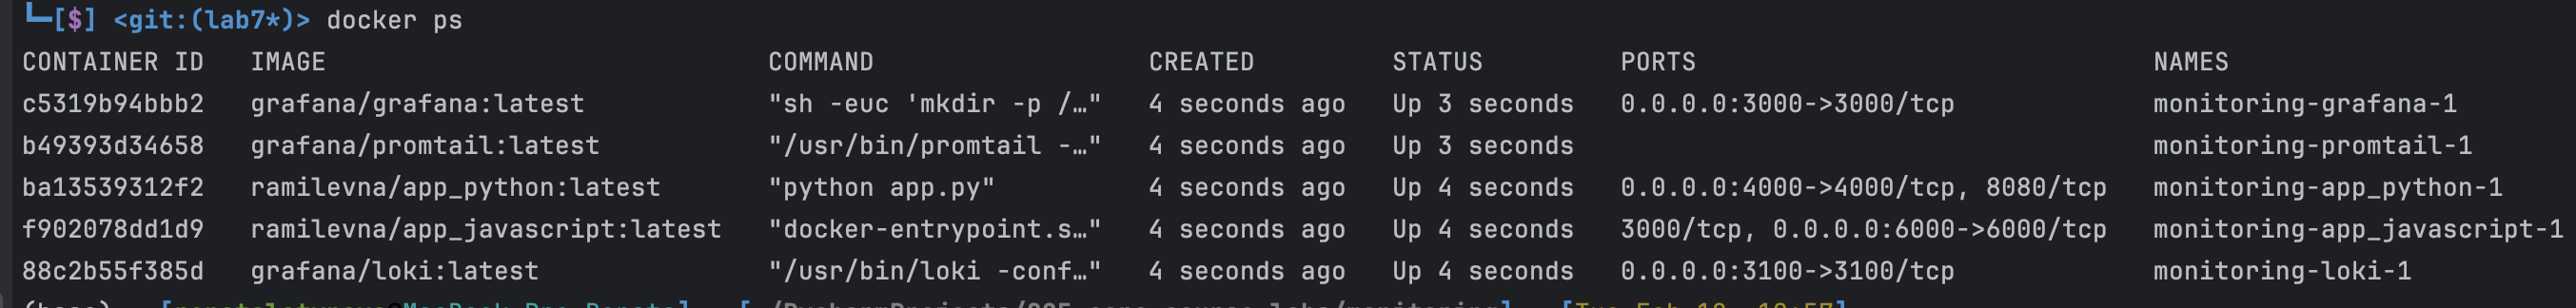 └─[$] <git:(lab7*)> docker ps
CONTAINER ID   IMAGE                             COMMAND                  CREATED         STATUS         PORTS                              NAMES
c5319b94bbb2   grafana/grafana:latest            "sh -euc 'mkdir -p /…"   4 seconds ago   Up 3 seconds   0.0.0.0:3000->3000/tcp             monitoring-grafana-1
b49393d34658   grafana/promtail:latest           "/usr/bin/promtail -…"   4 seconds ago   Up 3 seconds                                      monitoring-promtail-1
ba13539312f2   ramilevna/app_python:latest       "python app.py"          4 seconds ago   Up 4 seconds   0.0.0.0:4000->4000/tcp, 8080/tcp   monitoring-app_python-1
f902078dd1d9   ramilevna/app_javascript:latest   "docker-entrypoint.s…"   4 seconds ago   Up 4 seconds   3000/tcp, 0.0.0.0:6000->6000/tcp   monitoring-app_javascript-1
88c2b55f385d   grafana/loki:latest               "/usr/bin/loki -conf…"   4 seconds ago   Up 4 seconds   0.0.0.0:3100->3100/tcp             monitoring-loki-1